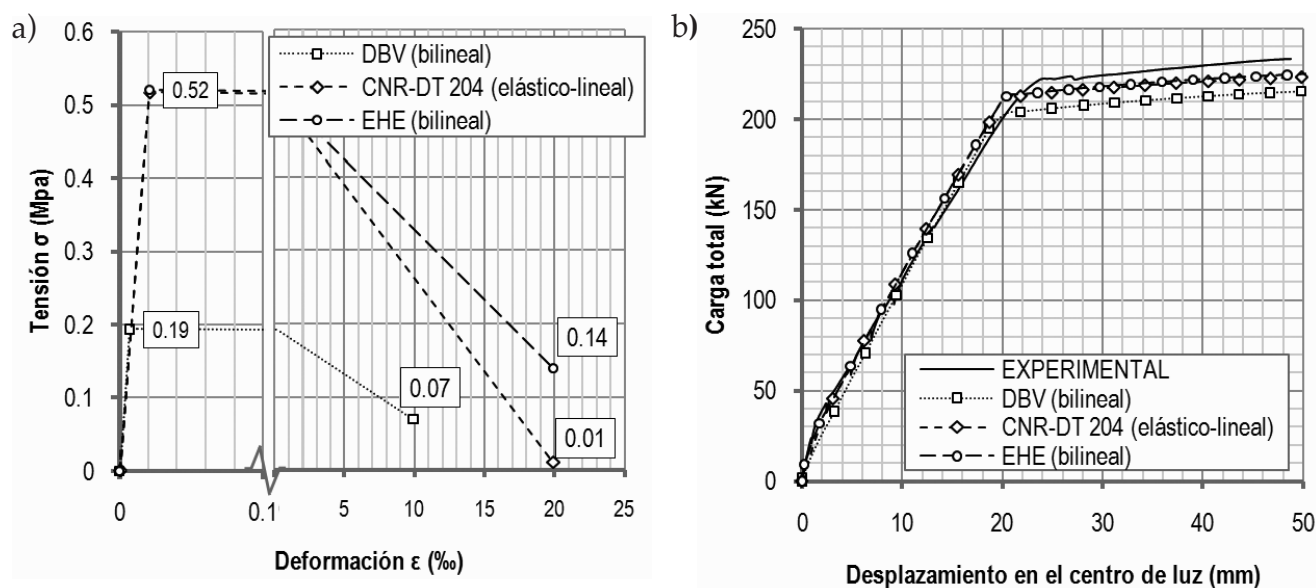 a)
0.6
0.5
0.4
0.3
0.2
0.1
0
Tensión σ (Mpa)
DBV (bilineal)
CNR-DT 204 (elástico-lineal)
EHE (bilineal)
0.52
0.19
0.14
0.07
0.01
0
0.1
5
10
15
20
25
Deformación ε (‰)
b)
250
200
150
100
50
0
Carga total (kN)
EXPERIMENTAL
DBV (bilineal)
CNR-DT 204 (elástico-lineal)
EHE (bilineal)
0
10
20
30
40
50
Desplazamiento en el centro de luz (mm)